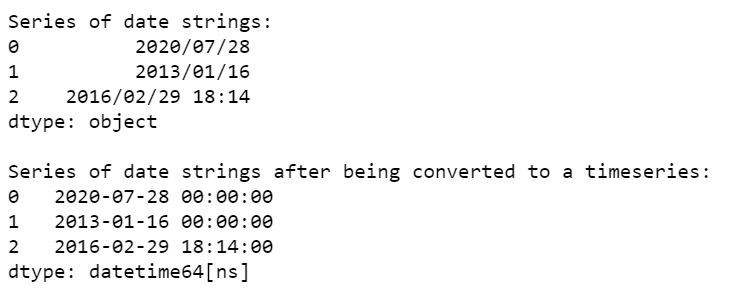 Series of date strings:
0          2020/07/28
1          2013/01/16
2    2016/02/29 18:14
dtype: object

Series of date strings after being converted to a timeseries:
0   2020-07-28 00:00:00
1   2013-01-16 00:00:00
2   2016-02-29 18:14:00
dtype: datetime64[ns]